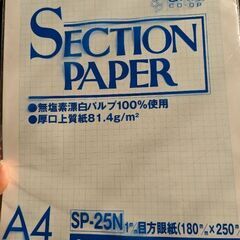 CO-OP
SECTION
PAPER
●無塩素漂白パルプ100%使用
●厚口上質紙81.4g/m²
A4
SP-25N 1㎜目方眼紙(180㎜×250㎜